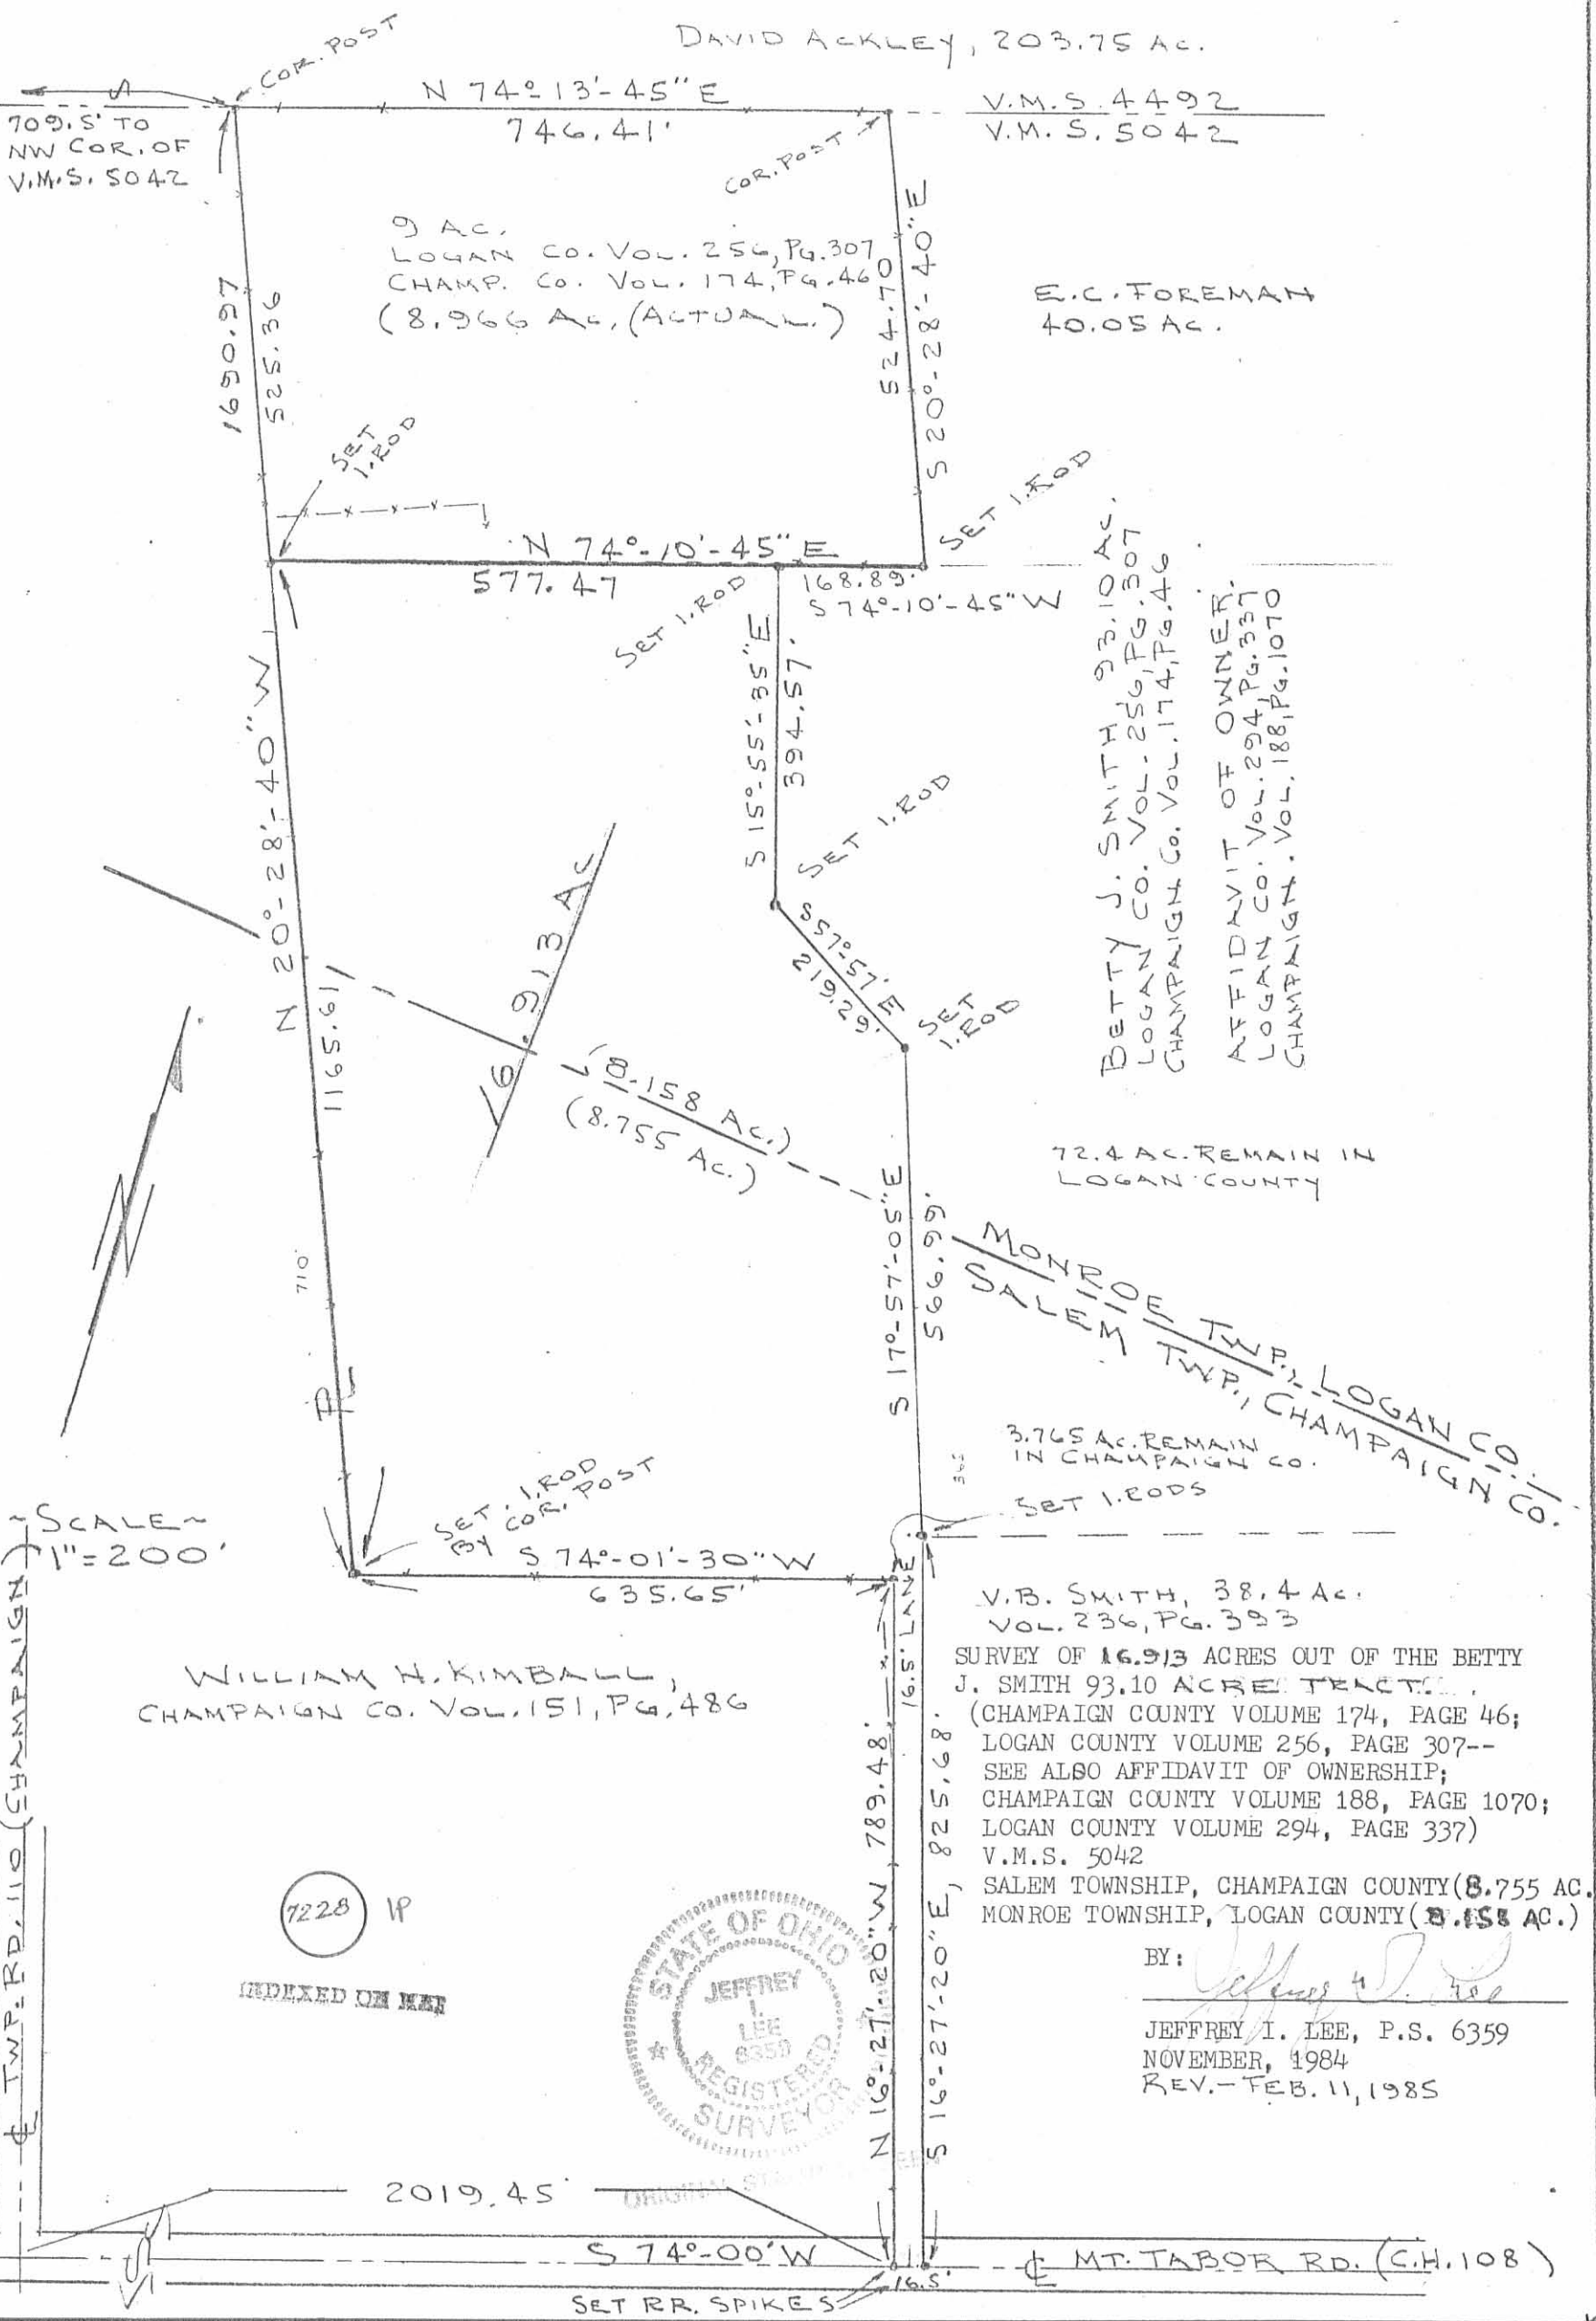 DAVID ACKLEY, 203.75 AC.
COR. POST
N 74°-13'-45" E
746.41'
V.M.S. 4492
V.M.S. 5042
709.5' TO
NW COR. OF
V.M.S. 5042
COR. POST
9 AC.
LOGAN CO. VOL. 256, PG. 307
CHAMP. CO. VOL. 174, PG. 46
(8.966 AC. (ACTUAL.)
1690.97
525.36
524.70
S 20°-28'-40" E
E.C. FOREMAN
40.05 AC.
SET
I. ROD
SET I. ROD
N 74°-10'-45" E
577.47
168.89'
S 74°-10'-45" W
SET I. ROD
S 15°-55'-35" E
394.57'
BETTY J. SMITH 93.10 AC.
LOGAN CO. VOL. 256, PG. 307
CHAMPAIGN CO. VOL. 174, PG. 46
AFFIDAVIT OF OWNER.
LOGAN CO. VOL. 294, PG. 337
CHAMPAIGN. VOL. 188, PG. 1070
N 20°-28'-40" W
1165.61
SET I. ROD
S 57°-57' E
219.29'
SET
I. ROD
16.913 AC
(8.158 AC.)
(8.755 AC.)
72.4 AC. REMAIN IN
LOGAN COUNTY
S 17°-57'-05" E
566.99'
MONROE TWP., LOGAN CO.
SALEM TWP., CHAMPAIGN CO.
710'
PL
3.765 AC. REMAIN
IN CHAMPAIGN CO.
365
SET I. RODS
~SCALE~
1"=200'
SET I. ROD
BY COR. POST
S 74°-01'-30" W
635.65'
16.5' LANE
V.B. SMITH, 38.4 AC.
VOL. 236, PG. 393
WILLIAM H. KIMBALL,
CHAMPAIGN CO. VOL. 151, PG. 486
SURVEY OF 16.913 ACRES OUT OF THE BETTY
J. SMITH 93.10 ACRE TRACT.
(CHAMPAIGN COUNTY VOLUME 174, PAGE 46;
LOGAN COUNTY VOLUME 256, PAGE 307--
SEE ALSO AFFIDAVIT OF OWNERSHIP;
CHAMPAIGN COUNTY VOLUME 188, PAGE 1070;
LOGAN COUNTY VOLUME 294, PAGE 337)
V.M.S. 5042
SALEM TOWNSHIP, CHAMPAIGN COUNTY(8.755 AC.
MONROE TOWNSHIP, LOGAN COUNTY(8.158 AC.)
BY: Jeffrey I. Lee
JEFFREY I. LEE, P.S. 6359
NOVEMBER, 1984
REV.-FEB. 11, 1985
N 16°-27'-20" W, 789.48'
S 16°-27'-20" E, 825.68'
7228 IP
INDEXED ON MAP
STATE OF OHIO
JEFFREY
I.
LEE
6359
REGISTERED
SURVEYOR
ORIGINAL
℄ TWP. RD. 110 (CHAMPAIGN)
2019.45'
S 74°-00' W
16.5'
℄ MT. TABOR RD. (C.H. 108)
SET RR. SPIKES